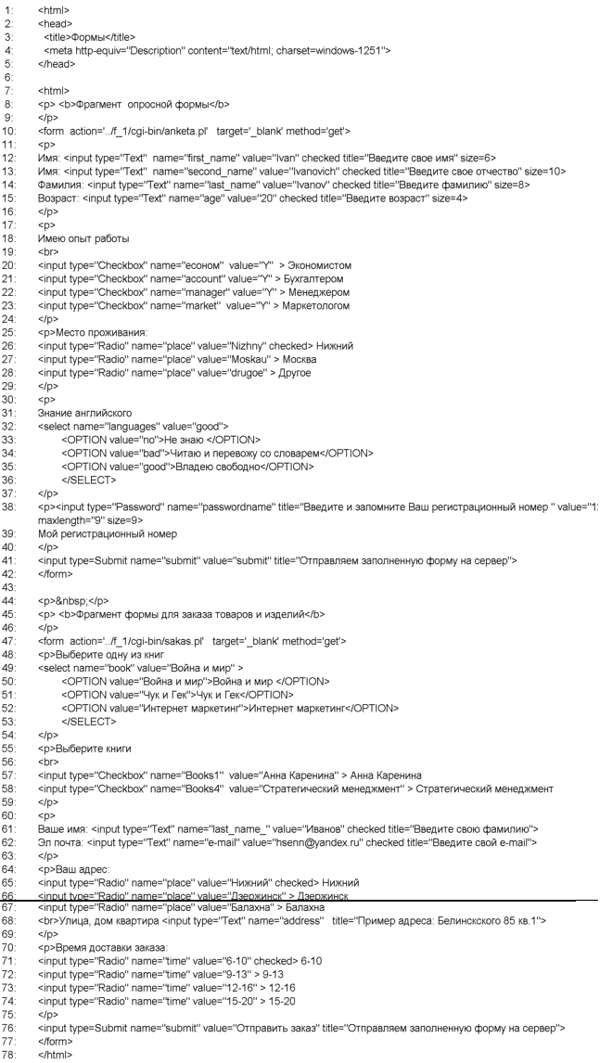 1: <html>
2: <head>
3: <title>Формы</title>
4: <meta http-equiv="Description" content="text/html; charset=windows-1251">
5: </head>
6:
7: <html>
8: <p> <b>Фрагмент опросной формы</b>
9: </p>
10: <form action='../f_1/cgi-bin/anketa.pl' target='_blank' method='get'>
11: <p>
12: Имя: <input type="Text" name="first_name" value="Ivan" checked title="Введите свое имя" size=6>
13: Имя: <input type="Text" name="second_name" value="Ivanovich" checked title="Введите свое отчество" size=10>
14: Фамилия: <input type="Text" name="last_name" value="Ivanov" checked title="Введите фамилию" size=8>
15: Возраст: <input type="Text" name="age" value="20" checked title="Введите возраст" size=4>
16: </p>
17: <p>
18: Имею опыт работы
19: <br>
20: <input type="Checkbox" name="econом" value="Y" > Экономистом
21: <input type="Checkbox" name="account" value="Y" > Бухгалтером
22: <input type="Checkbox" name="manager" value="Y" > Менеджером
23: <input type="Checkbox" name="market" value="Y" > Маркетологом
24: </p>
25: <p>Место проживания:
26: <input type="Radio" name="place" value="Nizhny" checked> Нижний
27: <input type="Radio" name="place" value="Moskau" > Москва
28: <input type="Radio" name="place" value="drugoe" > Другое
29: </p>
30: <p>
31: Знание английского
32: <select name="languages" value="good">
33: <OPTION value="no">Не знаю </OPTION>
34: <OPTION value="bad">Читаю и перевожу со словарем</OPTION>
35: <OPTION value="good">Владею свободно</OPTION>
36: </SELECT>
37: </p>
38: <p><input type="Password" name="passwordname" title="Введите и запомните Ваш регистрационный номер " value="1
maxlength="9" size=9>
39: Мой регистрационный номер
40: </p>
41: <input type=Submit name="submit" value="submit" title="Отправляем заполненную форму на сервер">
42: </form>
43:
44: <p>&nbsp;</p>
45: <p> <b>Фрагмент формы для заказа товаров и изделий</b>
46: </p>
47: <form action='../f_1/cgi-bin/sakas.pl' target='_blank' method='get'>
48: <p>Выберите одну из книг
49: <select name="book" value="Война и мир" >
50: <OPTION value="Война и мир">Война и мир </OPTION>
51: <OPTION value="Чук и Гек">Чук и Гек</OPTION>
52: <OPTION value="Интернет маркетинг">Интернет маркетинг</OPTION>
53: </SELECT>
54: </p>
55: <p>Выберите книги
56: <br>
57: <input type="Checkbox" name="Books1" value="Анна Каренина" > Анна Каренина
58: <input type="Checkbox" name="Books4" value="Стратегический менеджмент" > Стратегический менеджмент
59: </p>
60: <p>
61: Ваше имя: <input type="Text" name="last_name_" value="Иванов" checked title="Введите свою фамилию">
62: Эл почта: <input type="Text" name="e-mail" value="hsenn@yandex.ru" checked title="Введите свой e-mail">
63: </p>
64: <p>Ваш адрес:
65: <input type="Radio" name="place" value="Нижний" checked> Нижний
66: <input type="Radio" name="place" value="Дзержинск" > Дзержинск
67: <input type="Radio" name="place" value="Балахна" > Балахна
68: <br>Улица, дом квартира <input type="Text" name="address" title="Пример адреса: Белинскского 85 кв.1">
69: </p>
70: <p>Время доставки заказа:
71: <input type="Radio" name="time" value="6-10" checked> 6-10
72: <input type="Radio" name="time" value="9-13" > 9-13
73: <input type="Radio" name="time" value="12-16" > 12-16
74: <input type="Radio" name="time" value="15-20" > 15-20
75: </p>
76: <input type=Submit name="submit" value="Отправить заказ" title="Отправляем заполненную форму на сервер">
77: </form>
78: </html>